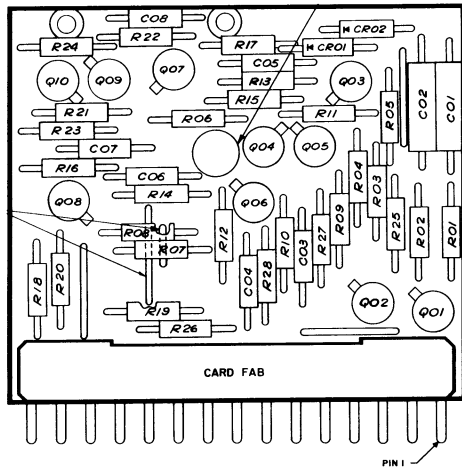 C08
R22
R24
R17
CR02
CR01
C05
R13
R15
Q10
Q09
Q07
Q03
R21
R23
C07
R06
R11
R05
C02
C01
Q04
Q05
R16
C06
R14
Q08
Q06
R04
R03
R08
R07
R12
R10
R27
R09
R25
R02
R01
C04
R28
C03
R18
R20
R19
R26
Q02
Q01
CARD FAB
PIN 1